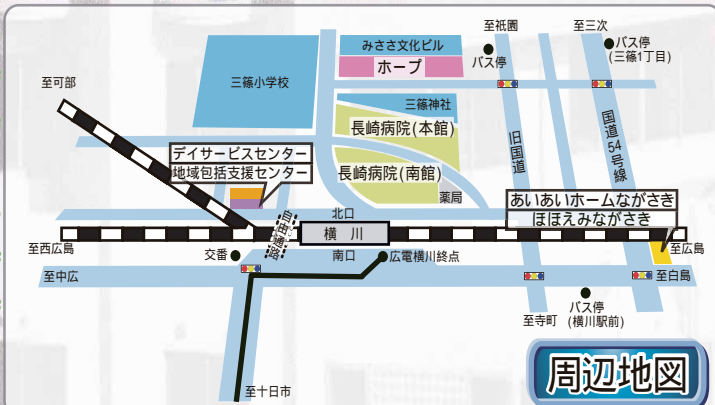 至祇園
至三次
みささ文化ビル
バス停
バス停
(三篠1丁目)
ホープ
三篠小学校
至可部
三篠神社
長崎病院(本館)
旧国道
国道54号線
デイサービスセンター
地域包括支援センター
長崎病院(南館)
薬局
あいあいホームながさき
ほほえみながさき
北口
自由通路
横川
至西広島
至広島
交番
南口
広電横川終点
至中広
至白島
バス停
(横川駅前)
至寺町
至十日市
周辺地図